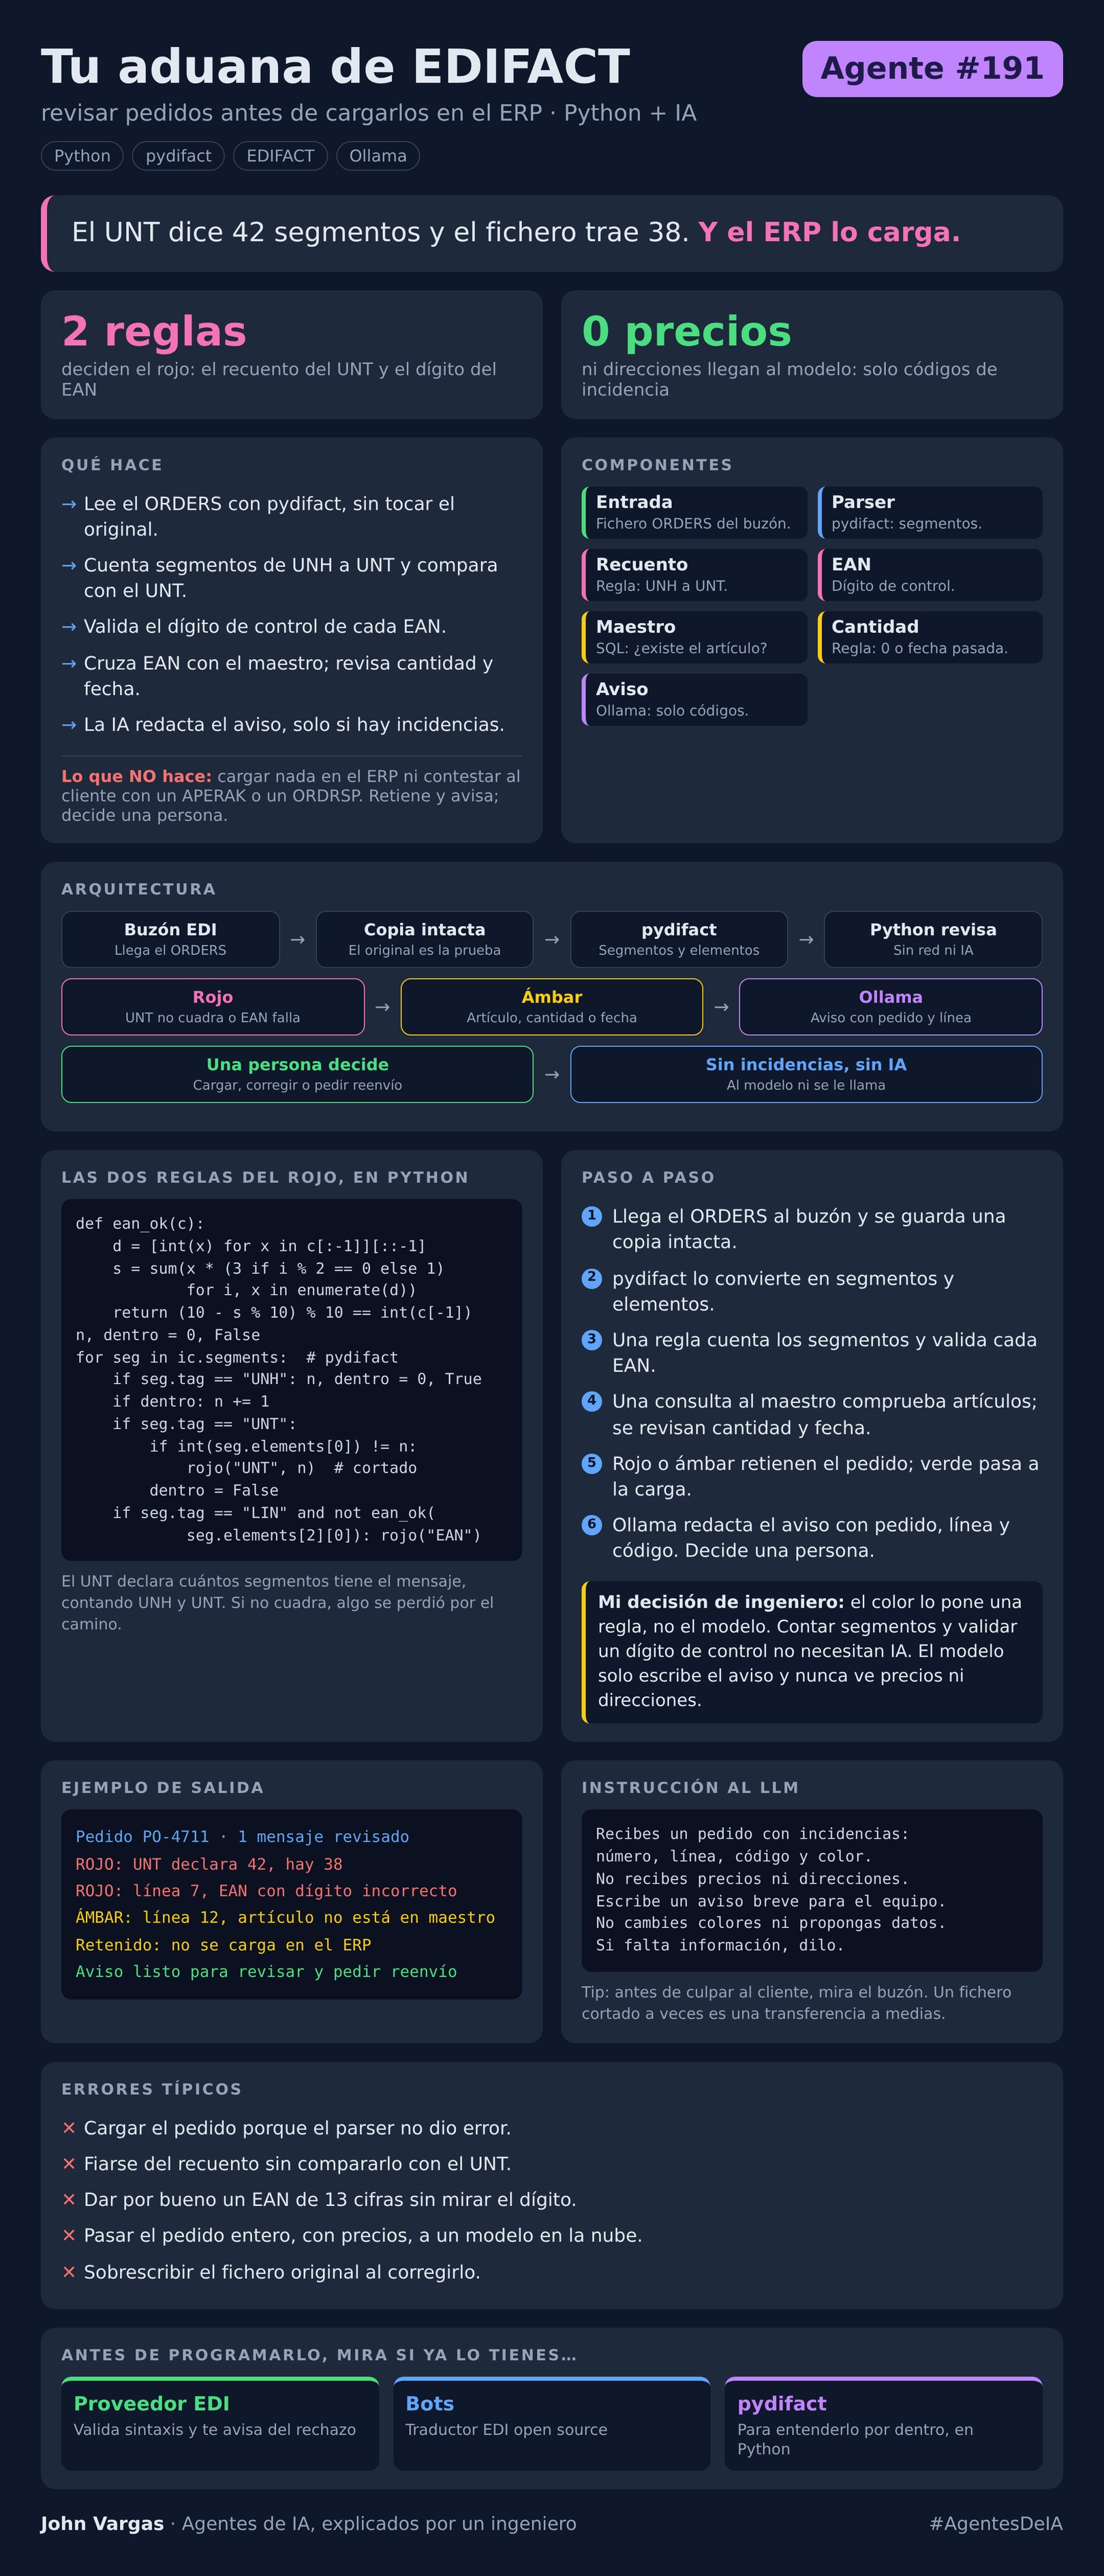 Tu aduana de EDIFACT
Agente #191
revisar pedidos antes de cargarlos en el ERP · Python + IA
Python
pydifact
EDIFACT
Ollama
El UNT dice 42 segmentos y el fichero trae 38. Y el ERP lo carga.
2 reglas
deciden el rojo: el recuento del UNT y el dígito del
EAN
0 precios
ni direcciones llegan al modelo: solo códigos de
incidencia
QUÉ HACE
→ Lee el ORDERS con pydifact, sin tocar el
original.
→ Cuenta segmentos de UNH a UNT y compara
con el UNT.
→ Valida el dígito de control de cada EAN.
→ Cruza EAN con el maestro; revisa cantidad y
fecha.
→ La IA redacta el aviso, solo si hay incidencias.
Lo que NO hace: cargar nada en el ERP ni contestar al
cliente con un APERAK o un ORDRSP. Retiene y avisa;
decide una persona.
COMPONENTES
Entrada
Fichero ORDERS del buzón.
Parser
pydifact: segmentos.
Recuento
Regla: UNH a UNT.
EAN
Dígito de control.
Maestro
SQL: ¿existe el artículo?
Cantidad
Regla: 0 o fecha pasada.
Aviso
Ollama: solo códigos.
ARQUITECTURA
Buzón EDI
Llega el ORDERS
→
Copia intacta
El original es la prueba
→
pydifact
Segmentos y elementos
→
Python revisa
Sin red ni IA
Rojo
UNT no cuadra o EAN falla
→
Ámbar
Artículo, cantidad o fecha
→
Ollama
Aviso con pedido y línea
Una persona decide
Cargar, corregir o pedir reenvío
→
Sin incidencias, sin IA
Al modelo ni se le llama
LAS DOS REGLAS DEL ROJO, EN PYTHON
def ean_ok(c):
    d = [int(x) for x in c[:-1]][::-1]
    s = sum(x * (3 if i % 2 == 0 else 1)
            for i, x in enumerate(d))
    return (10 - s % 10) % 10 == int(c[-1])
n, dentro = 0, False
for seg in ic.segments:  # pydifact
    if seg.tag == "UNH": n, dentro = 0, True
    if dentro: n += 1
    if seg.tag == "UNT":
        if int(seg.elements[0]) != n:
            rojo("UNT", n)  # cortado
        dentro = False
    if seg.tag == "LIN" and not ean_ok(
            seg.elements[2][0]): rojo("EAN")
El UNT declara cuántos segmentos tiene el mensaje,
contando UNH y UNT. Si no cuadra, algo se perdió por el
camino.
PASO A PASO
1 Llega el ORDERS al buzón y se guarda una
copia intacta.
2 pydifact lo convierte en segmentos y
elementos.
3 Una regla cuenta los segmentos y valida cada
EAN.
4 Una consulta al maestro comprueba artículos;
se revisan cantidad y fecha.
5 Rojo o ámbar retienen el pedido; verde pasa a
la carga.
6 Ollama redacta el aviso con pedido, línea y
código. Decide una persona.
Mi decisión de ingeniero: el color lo pone una
regla, no el modelo. Contar segmentos y validar
un dígito de control no necesitan IA. El modelo
solo escribe el aviso y nunca ve precios ni
direcciones.
EJEMPLO DE SALIDA
Pedido PO-4711 · 1 mensaje revisado
ROJO: UNT declara 42, hay 38
ROJO: línea 7, EAN con dígito incorrecto
ÁMBAR: línea 12, artículo no está en maestro
Retenido: no se carga en el ERP
Aviso listo para revisar y pedir reenvío
INSTRUCCIÓN AL LLM
Recibes un pedido con incidencias:
número, línea, código y color.
No recibes precios ni direcciones.
Escribe un aviso breve para el equipo.
No cambies colores ni propongas datos.
Si falta información, dilo.
Tip: antes de culpar al cliente, mira el buzón. Un fichero
cortado a veces es una transferencia a medias.
ERRORES TÍPICOS
✕ Cargar el pedido porque el parser no dio error.
✕ Fiarse del recuento sin compararlo con el UNT.
✕ Dar por bueno un EAN de 13 cifras sin mirar el dígito.
✕ Pasar el pedido entero, con precios, a un modelo en la nube.
✕ Sobrescribir el fichero original al corregirlo.
ANTES DE PROGRAMARLO, MIRA SI YA LO TIENES…
Proveedor EDI
Valida sintaxis y te avisa del rechazo
Bots
Traductor EDI open source
pydifact
Para entenderlo por dentro, en
Python
John Vargas · Agentes de IA, explicados por un ingeniero
#AgentesDeIA